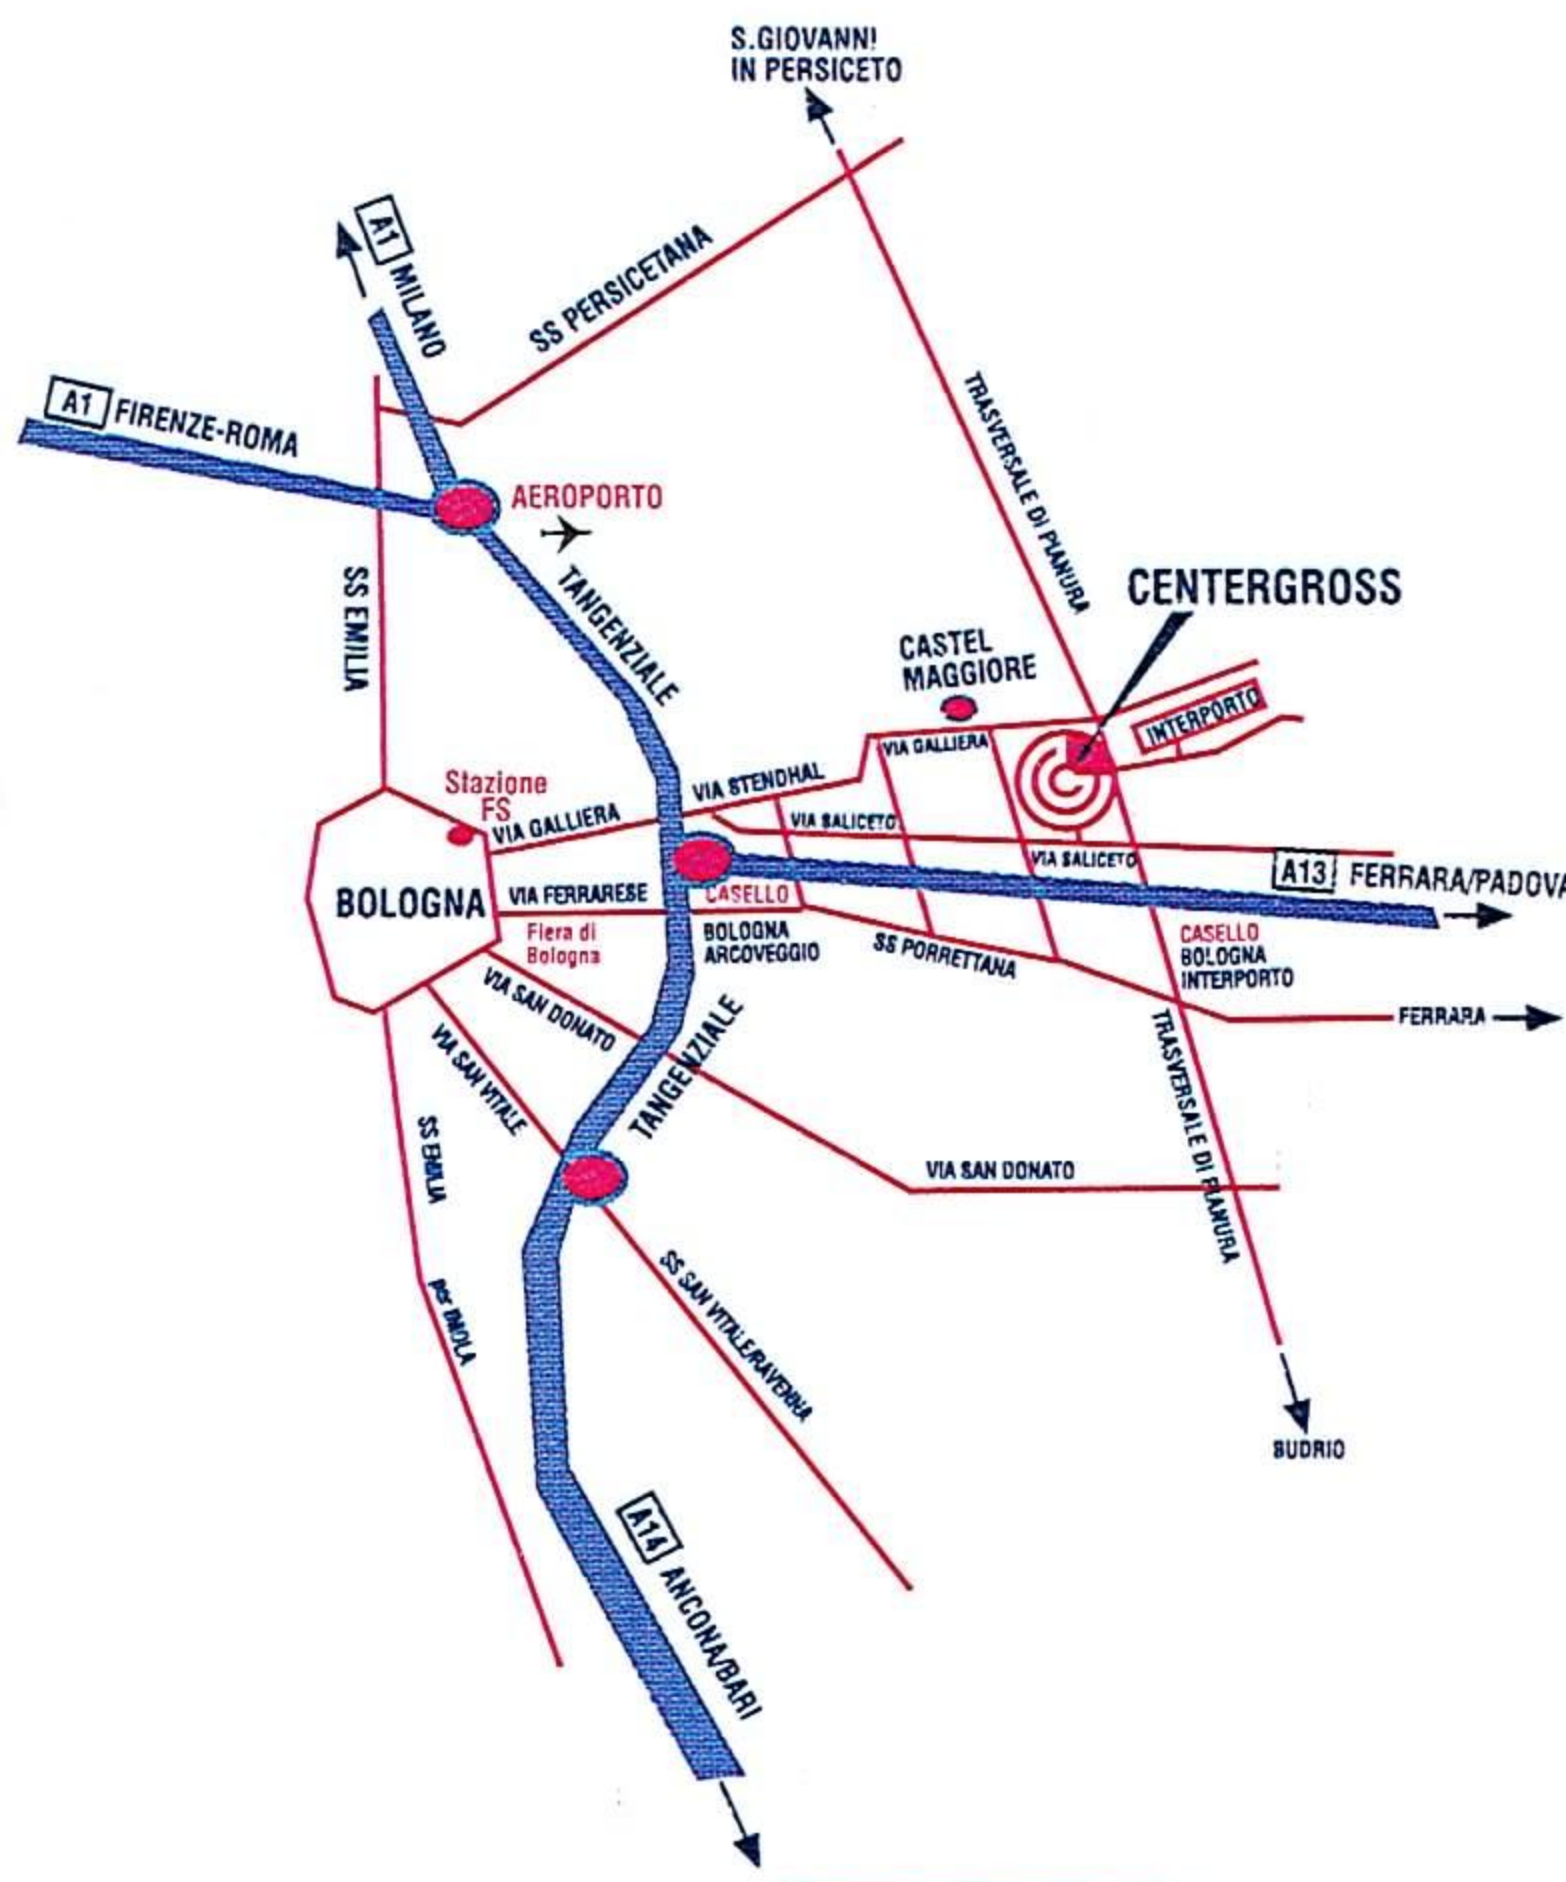 S.GIOVANNI
IN PERSICETO
A1 MILANO
SS PERSICETANA
A1 FIRENZE-ROMA
AEROPORTO
TRASVERSALE DI PIANURA
SS EMILIA
TANGENZIALE
CENTERGROSS
CASTEL
MAGGIORE
INTERPORTO
VIA GALLIERA
Stazione
FS
VIA STENDHAL
VIA GALLIERA
VIA SALICETO
VIA SALICETO
A13 FERRARA/PADOVA
BOLOGNA
VIA FERRARESE
CASELLO
BOLOGNA
ARCOVEGGIO
Fiera di
Bologna
SS PORRETTANA
CASELLO
BOLOGNA
INTERPORTO
FERRARA
VIA SAN DONATO
VIA SAN VITALE
TANGENZIALE
TRASVERSALE DI PIANURA
SS EMILIA
VIA SAN DONATO
per IMOLA
SS SAN VITALE/RAVENNA
BUDRIO
A14 ANCONA/BARI